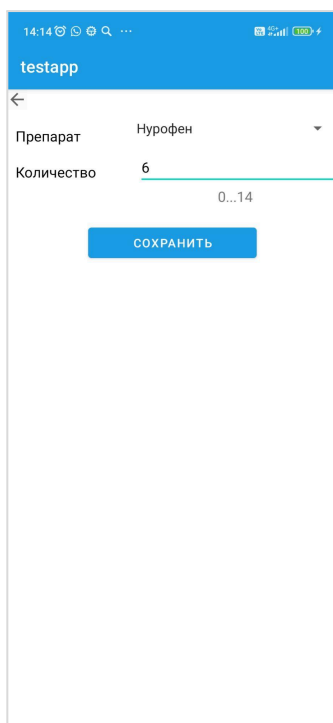 14:14 ...
testapp
Препарат Нурофен
Количество 6
0...14
СОХРАНИТЬ